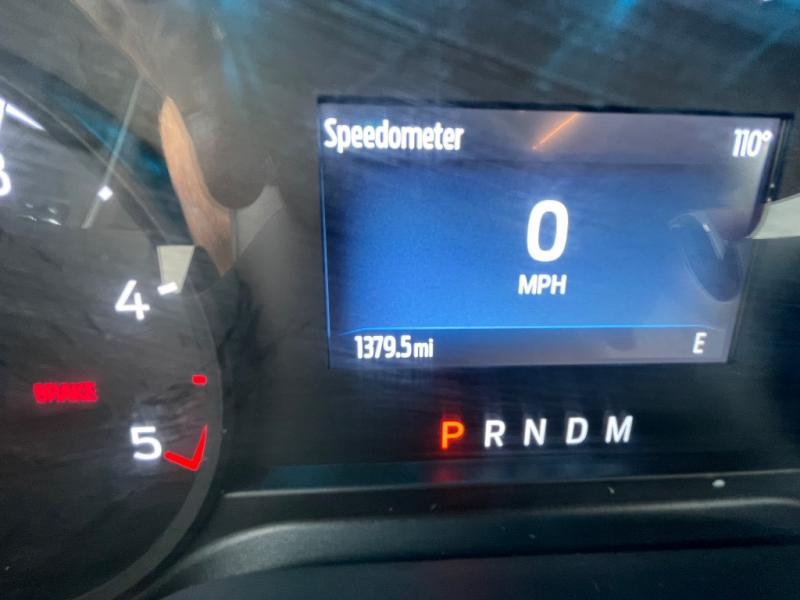 Speedometer 110°
0
MPH
1379.5 mi E
4
BRAKE
5
P R N D M